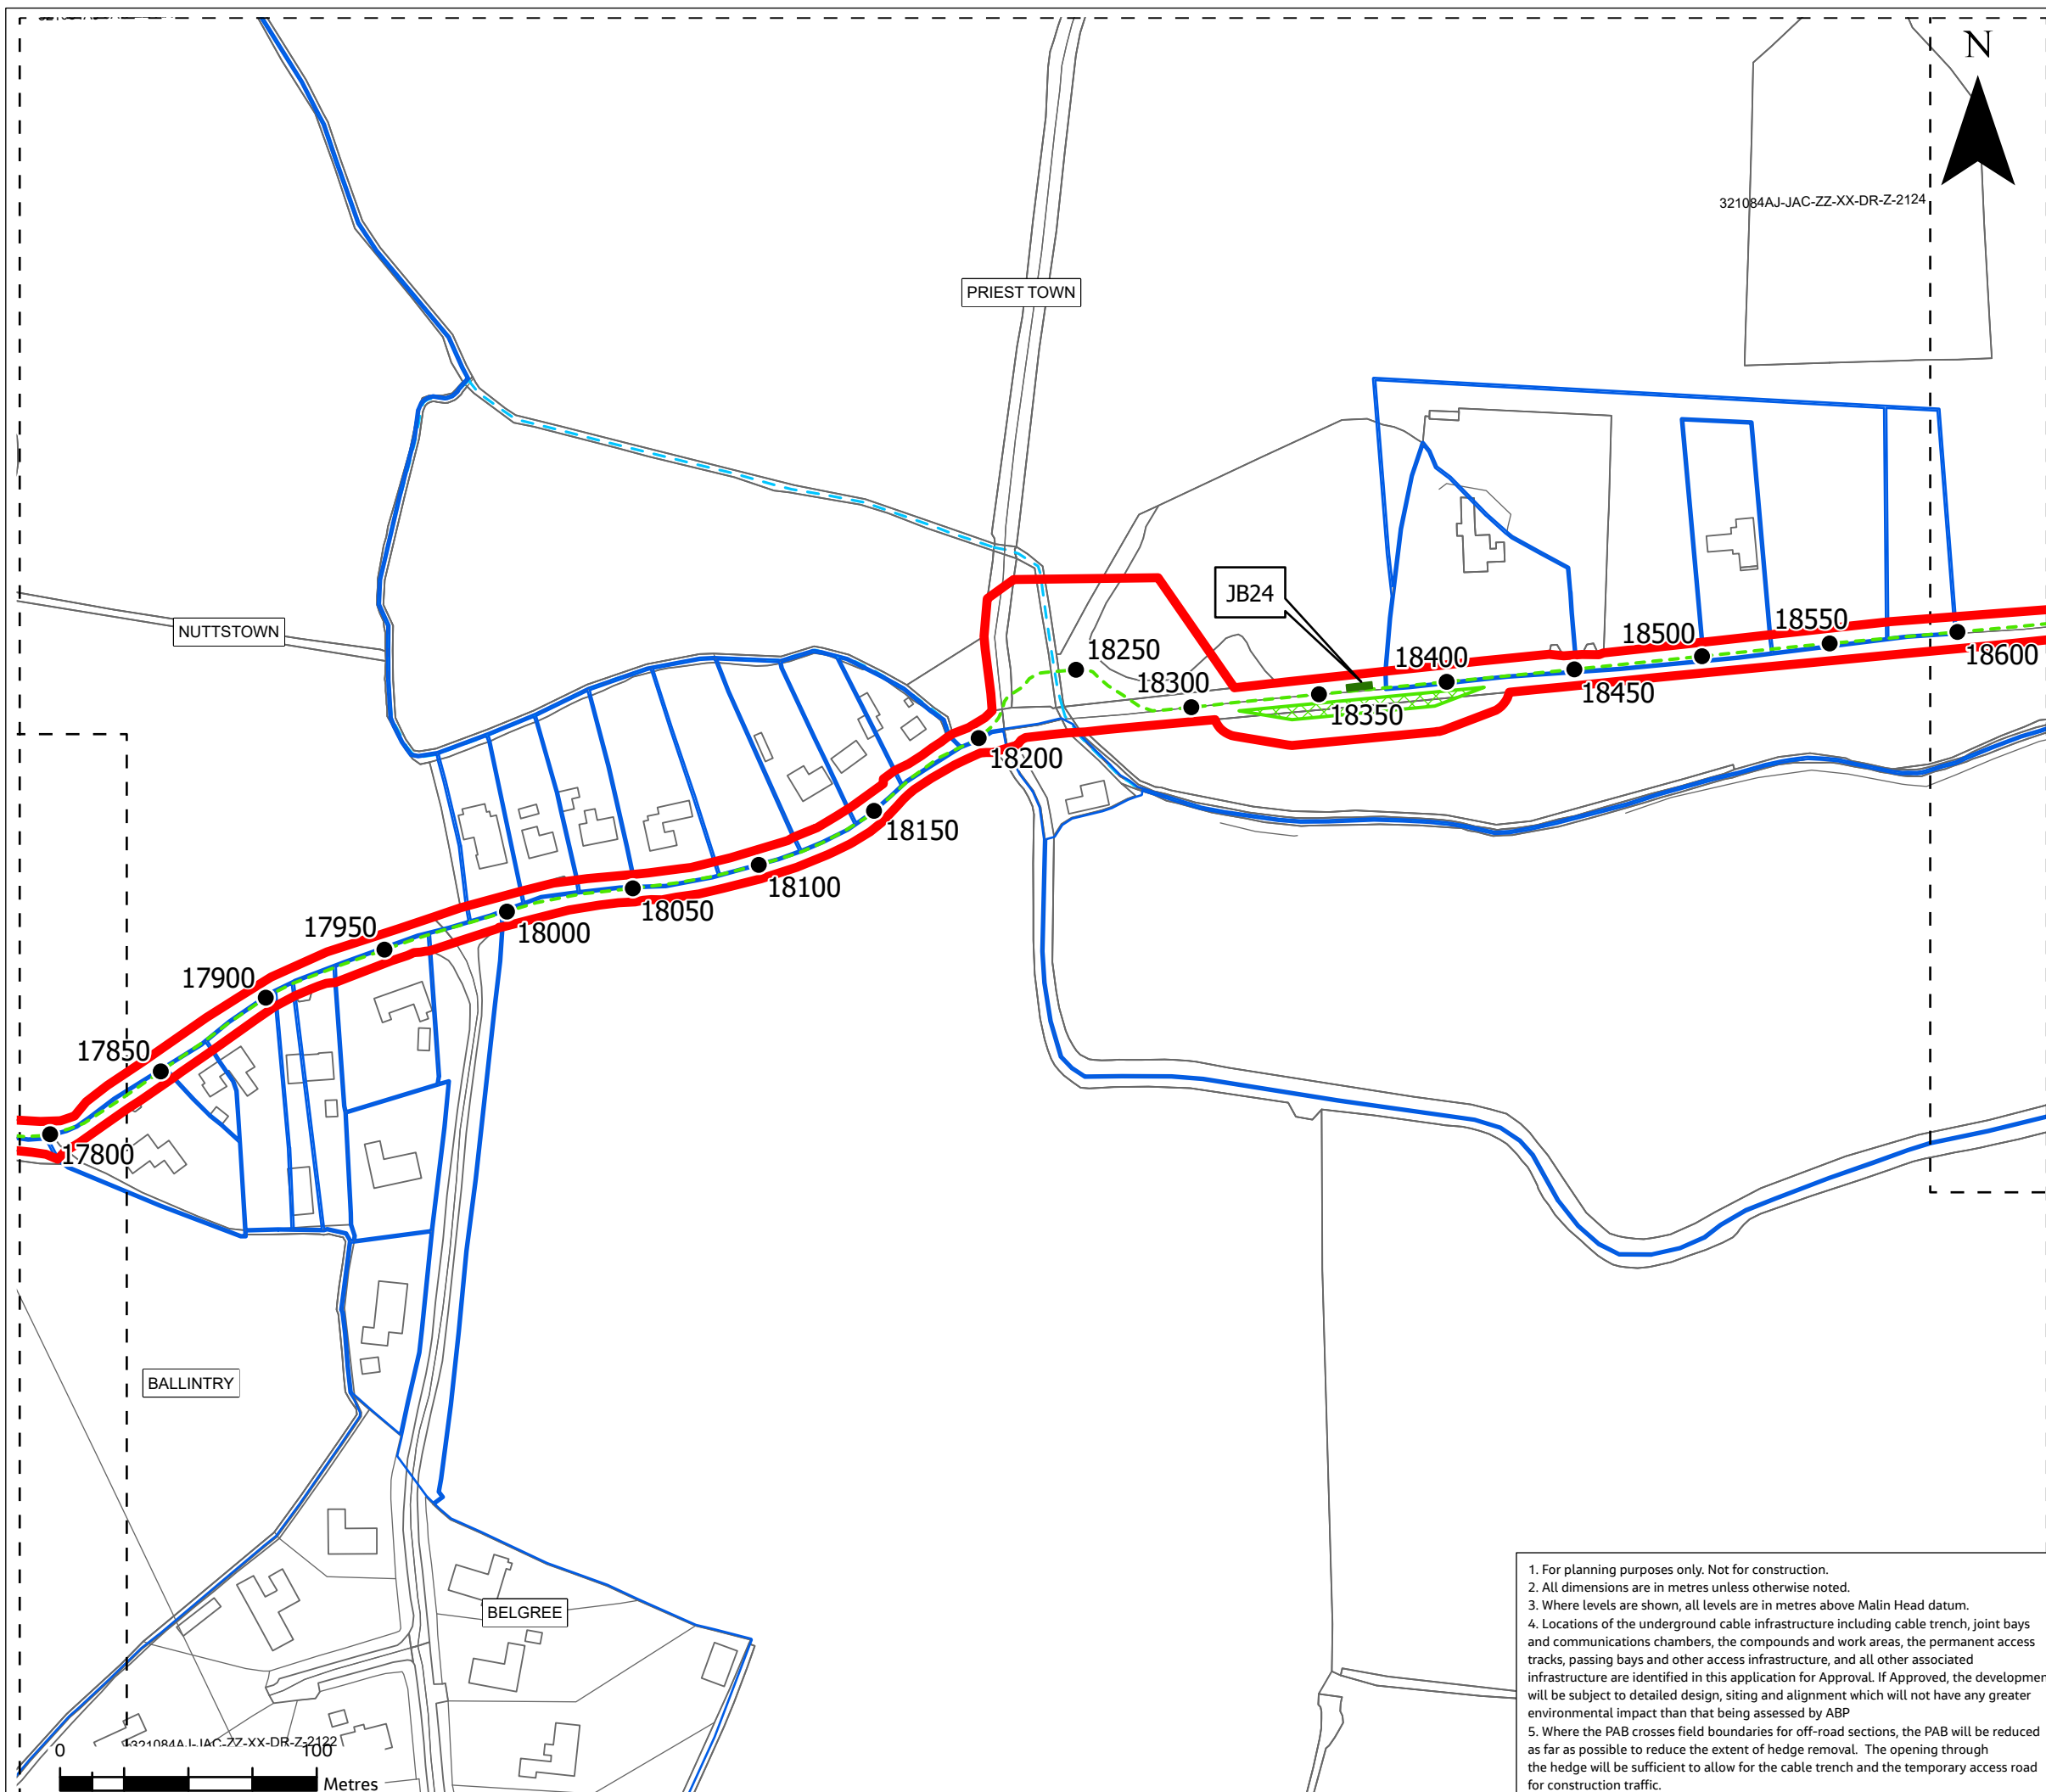 N
321084AJ-JAC-ZZ-XX-DR-Z-2124
PRIEST TOWN
JB24
NUTTSTOWN
18250
18300
18350
18400
18450
18500
18550
18600
18200
18150
18100
18050
18000
17950
17900
17850
17800
BALLINTRY
BELGREE
321084AJ-JAC-ZZ-XX-DR-Z-2122
0 100
Metres
1. For planning purposes only. Not for construction.
2. All dimensions are in metres unless otherwise noted.
3. Where levels are shown, all levels are in metres above Malin Head datum.
4. Locations of the underground cable infrastructure including cable trench, joint bays
and communications chambers, the compounds and work areas, the permanent access
tracks, passing bays and other access infrastructure, and all other associated
infrastructure are identified in this application for Approval. If Approved, the developmen
will be subject to detailed design, siting and alignment which will not have any greater
environmental impact than that being assessed by ABP
5. Where the PAB crosses field boundaries for off-road sections, the PAB will be reduced
as far as possible to reduce the extent of hedge removal. The opening through
the hedge will be sufficient to allow for the cable trench and the temporary access road
for construction traffic.